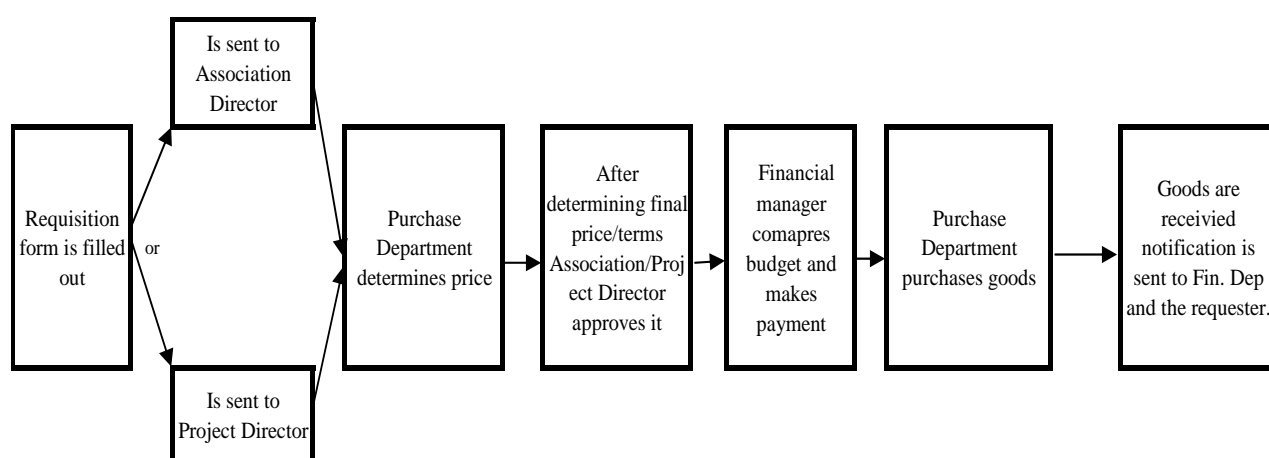 Requisition
form is filled
out
or
Is sent to
Association
Director
Is sent to
Project Director
Purchase
Department
determines price
After
determining final
price/terms
Association/Proj
ect Director
approves it
Financial
manager
comapres
budget and
makes
payment
Purchase
Department
purchases goods
Goods are
receivied
notification is
sent to Fin. Dep
and the requester.